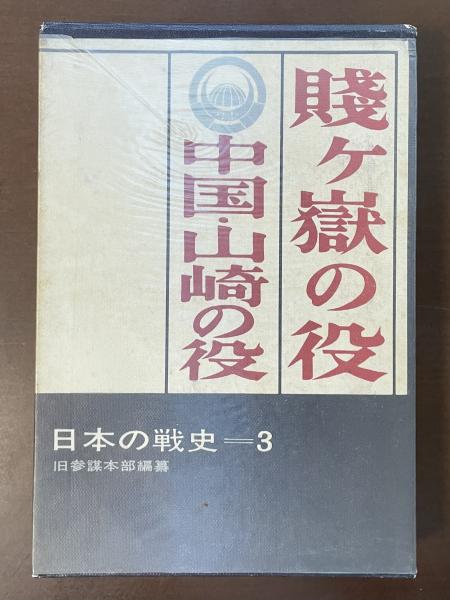 賤ケ嶽の役
中国・山崎の役
日本の戦史=3
旧参謀本部編纂